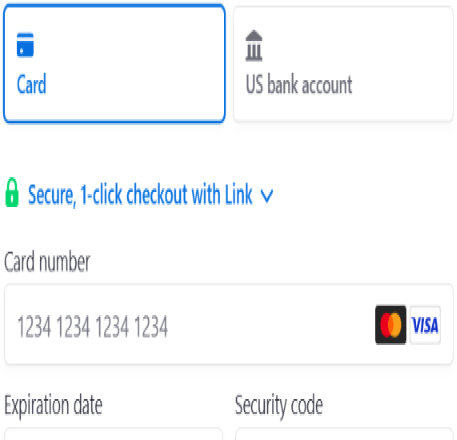 Card
US bank account
Secure, 1-click checkout with Link
Card number
1234 1234 1234 1234
VISA
Expiration date
Security code